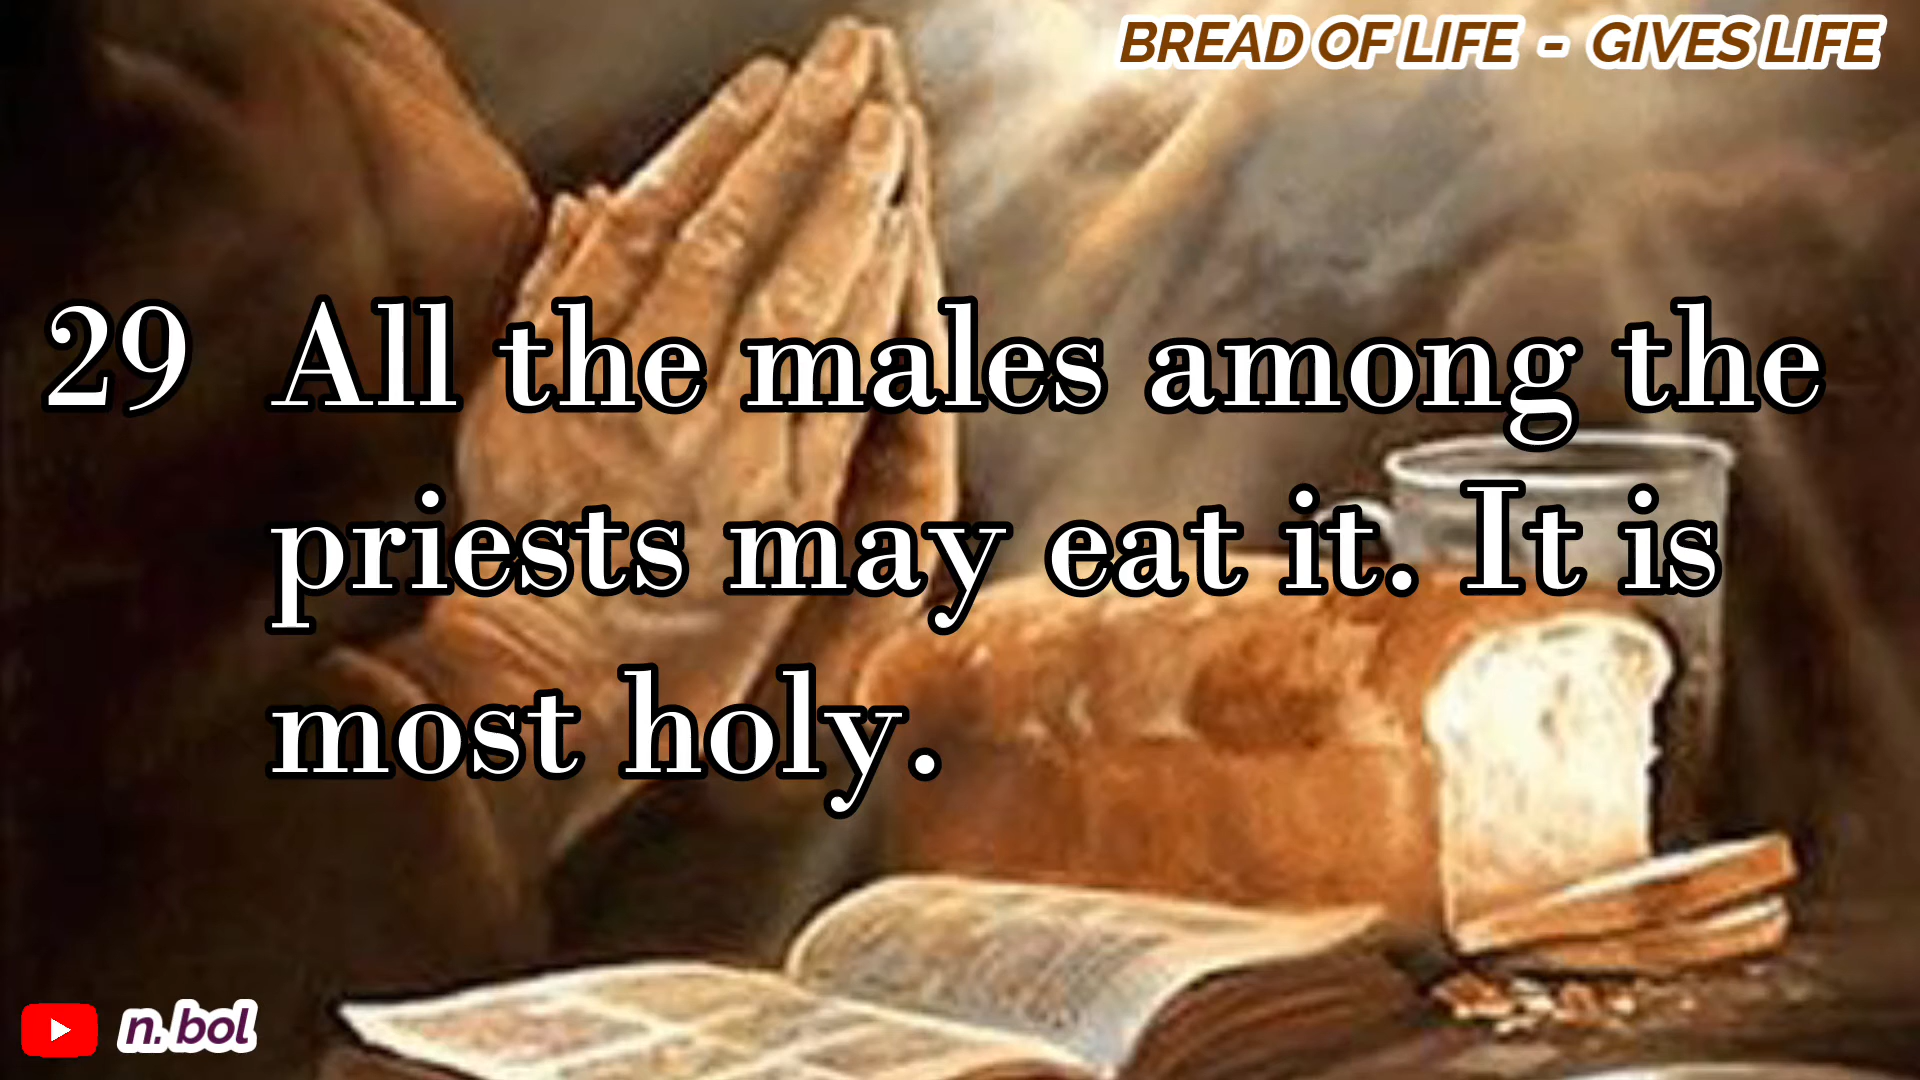 BREAD OF LIFE - GIVES LIFE
29 All the males among the
priests may eat it. It is
most holy.
n. bol